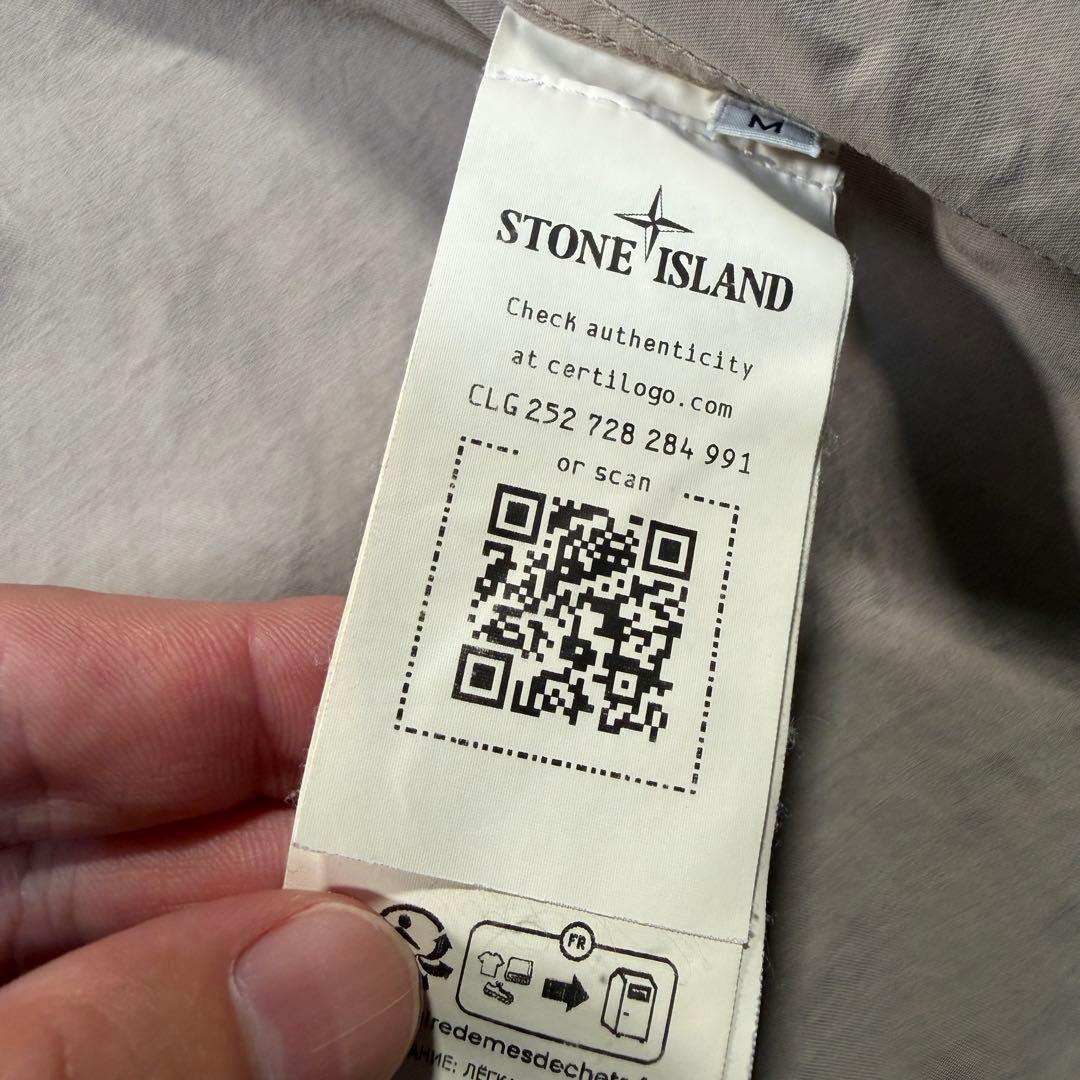 M
STONE ISLAND
Check authenticity
at certilogo.com
CLG 252 728 284 991
or scan
FR